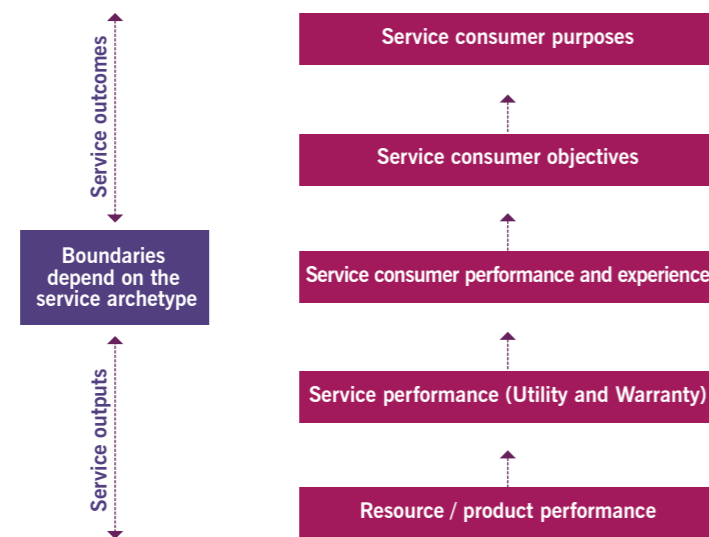 Service outcomes
Service consumer purposes
Service consumer objectives
Boundaries
depend on the
service archetype
Service consumer performance and experience
Service outputs
Service performance (Utility and Warranty)
Resource / product performance